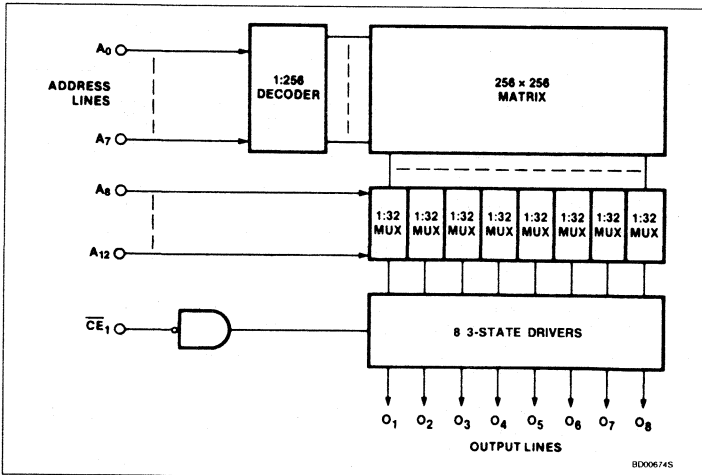 A0
ADDRESS
LINES
A7
1:256
DECODER
256 × 256
MATRIX
A8
A12
1:32
MUX
1:32
MUX
1:32
MUX
1:32
MUX
1:32
MUX
1:32
MUX
1:32
MUX
1:32
MUX
C̅E̅1
8 3-STATE DRIVERS
O1 O2 O3 O4 O5 O6 O7 O8
OUTPUT LINES
BD00674S